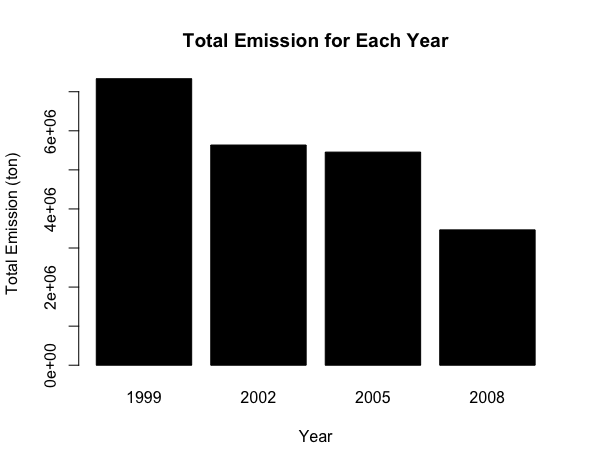 Total Emission for Each Year
Total Emission (ton)
6e+06
4e+06
2e+06
0e+00
1999 2002 2005 2008
Year